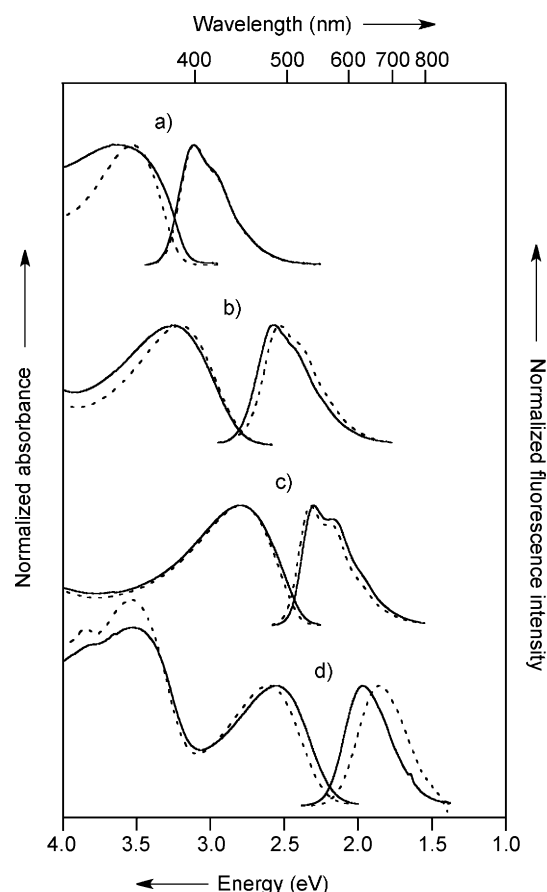 Wavelength (nm)
400 500 600 700 800
a)
b)
c)
d)
Normalized absorbance
Normalized fluorescence intensity
4.0 3.5 3.0 2.5 2.0 1.5 1.0
Energy (eV)